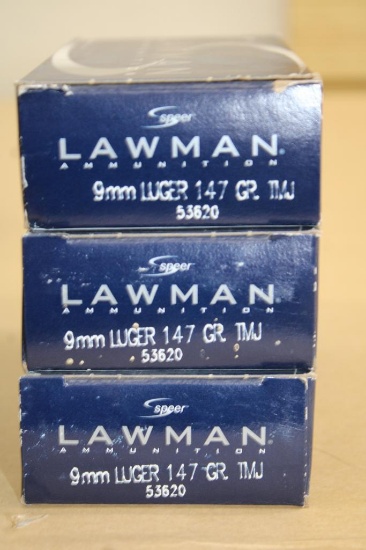 speer
LAWMAN®
AMMUNITION
9mm LUGER 147 GR. TMJ
53620
speer
LAWMAN®
AMMUNITION
9mm LUGER 147 GR. TMJ
53620
speer
LAWMAN®
AMMUNITION
9mm LUGER 147 GR. TMJ
53620